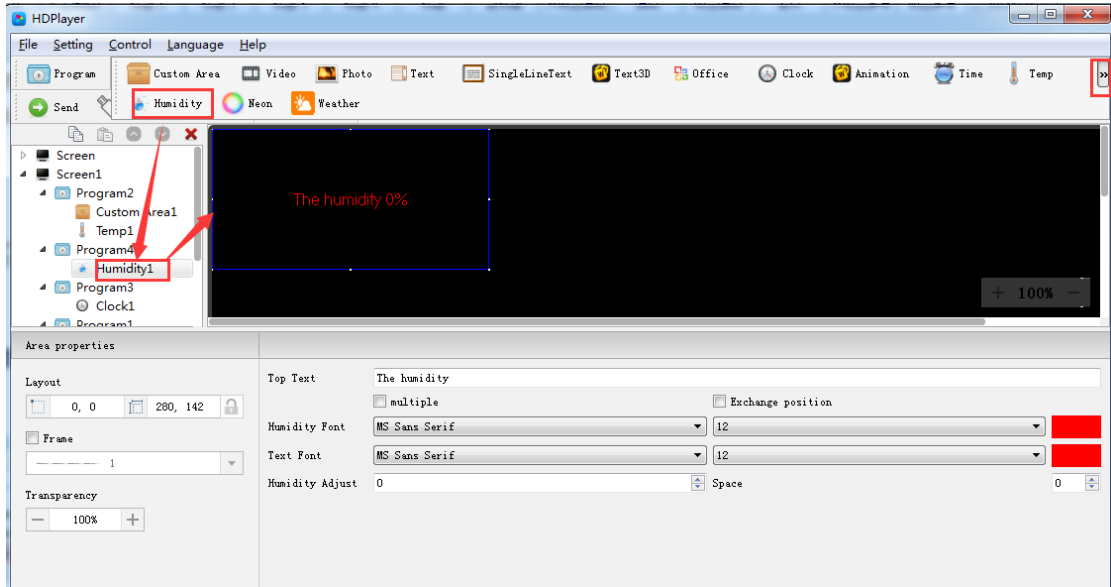 HDPlayer
File Setting Control Language Help
Program Custom Area Video Photo Text SingleLineText Text3D Office Clock Animation Time Temp »
Send Humidity Neon Weather
Screen
Screen1
Program2
Custom Area1
Temp1
Program4
Humidity1
Program3
Clock1
Program1
The humidity 0%
+ 100% −
Area properties
Layout
0, 0 280, 142
Frame
1
Transparency
− 100% +
Top Text The humidity
multiple Exchange position
Humidity Font MS Sans Serif 12
Text Font MS Sans Serif 12
Humidity Adjust 0 Space 0